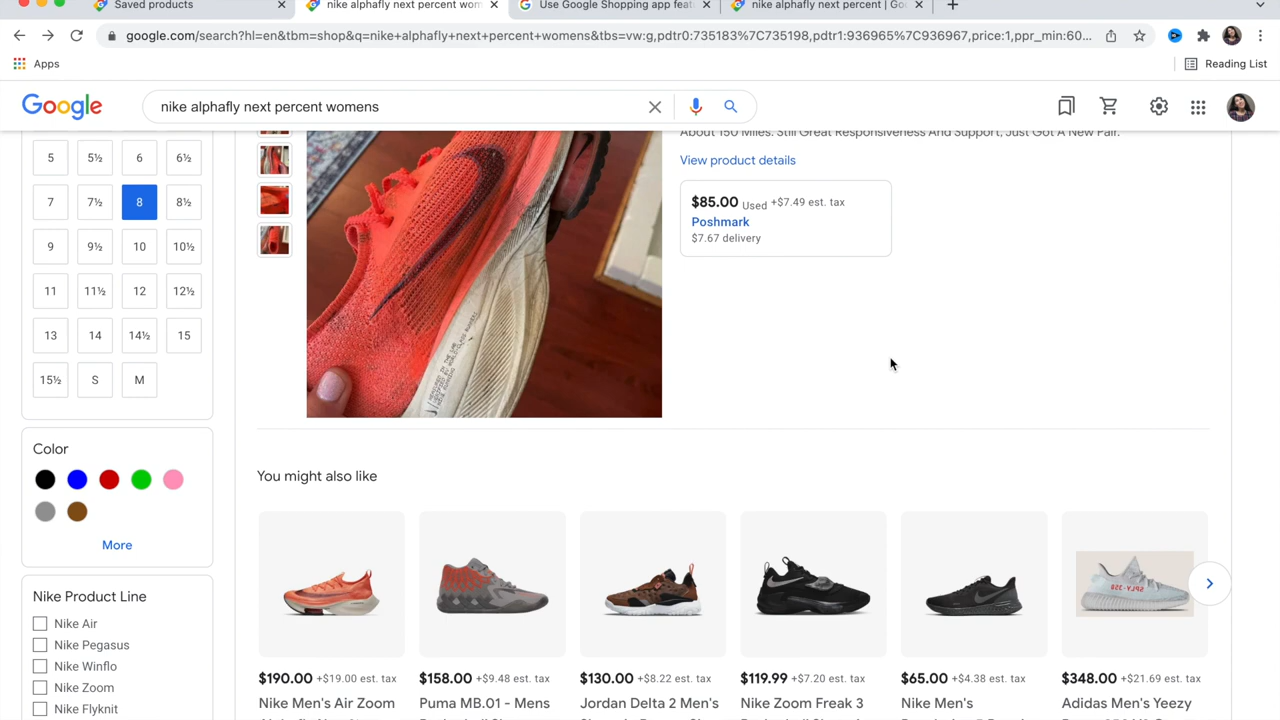 Saved products
nike alphafly next percent wom
Use Google Shopping app feat
nike alphafly next percent | Go
google.com/search?hl=en&tbm=shop&q=nike+alphafly+next+percent+womens&tbs=vw:g,pdtr0:735183%7C735198,pdtr1:936965%7C936967,price:1,ppr_min:60...
Apps
Reading List
Google
nike alphafly next percent womens
About 150 Miles. Still Great Responsiveness And Support, Just Got A New Pair.
View product details
$85.00 Used +$7.49 est. tax
Poshmark
$7.67 delivery
5 5½ 6 6½
7 7½ 8 8½
9 9½ 10 10½
11 11½ 12 12½
13 14 14½ 15
15½ S M
Color
More
Nike Product Line
Nike Air
Nike Pegasus
Nike Winflo
Nike Zoom
Nike Flyknit
You might also like
$190.00 +$19.00 est. tax
Nike Men's Air Zoom
$158.00 +$9.48 est. tax
Puma MB.01 - Mens
$130.00 +$8.22 est. tax
Jordan Delta 2 Men's
$119.99 +$7.20 est. tax
Nike Zoom Freak 3
$65.00 +$4.38 est. tax
Nike Men's
$348.00 +$21.69 est. tax
Adidas Men's Yeezy